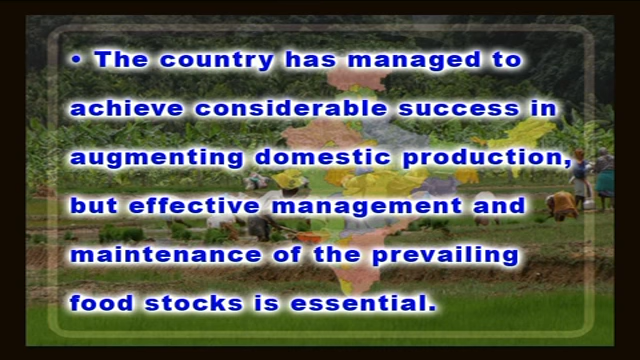 • The country has managed to
achieve considerable success in
augmenting domestic production,
but effective management and
maintenance of the prevailing
food stocks is essential.